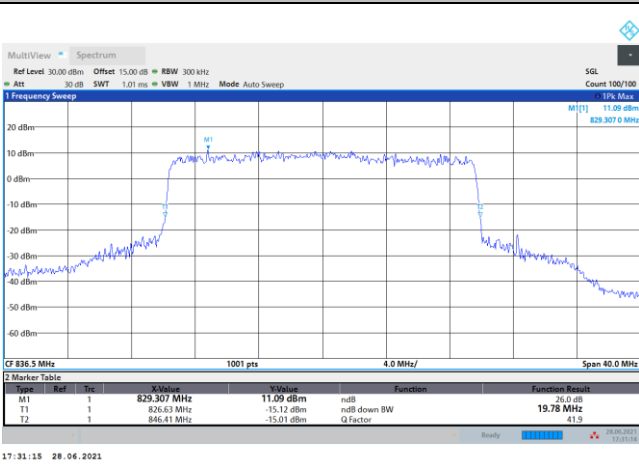 MultiView Spectrum
Ref Level 30.00 dBm Offset 15.00 dB RBW 300 kHz SGL
Att 30 dB SWT 1.01 ms VBW 1 MHz Mode Auto Sweep Count 100/100
1 Frequency Sweep 1Pk Max
M1[1] 11.09 dBm
829.307 0 MHz
20 dBm
M1
10 dBm
0 dBm
-10 dBm
T1 T2
-20 dBm
-30 dBm
-40 dBm
-50 dBm
-60 dBm
CF 836.5 MHz 1001 pts 4.0 MHz/ Span 40.0 MHz
2 Marker Table
Type Ref Trc X-Value Y-Value Function Function Result
M1 1 829.307 MHz 11.09 dBm ndB 26.0 dB
T1 1 826.63 MHz -15.12 dBm ndB down BW 19.78 MHz
T2 1 846.41 MHz -15.01 dBm Q Factor 41.9
Ready 28.06.2021
17:31:14
17:31:15 28.06.2021